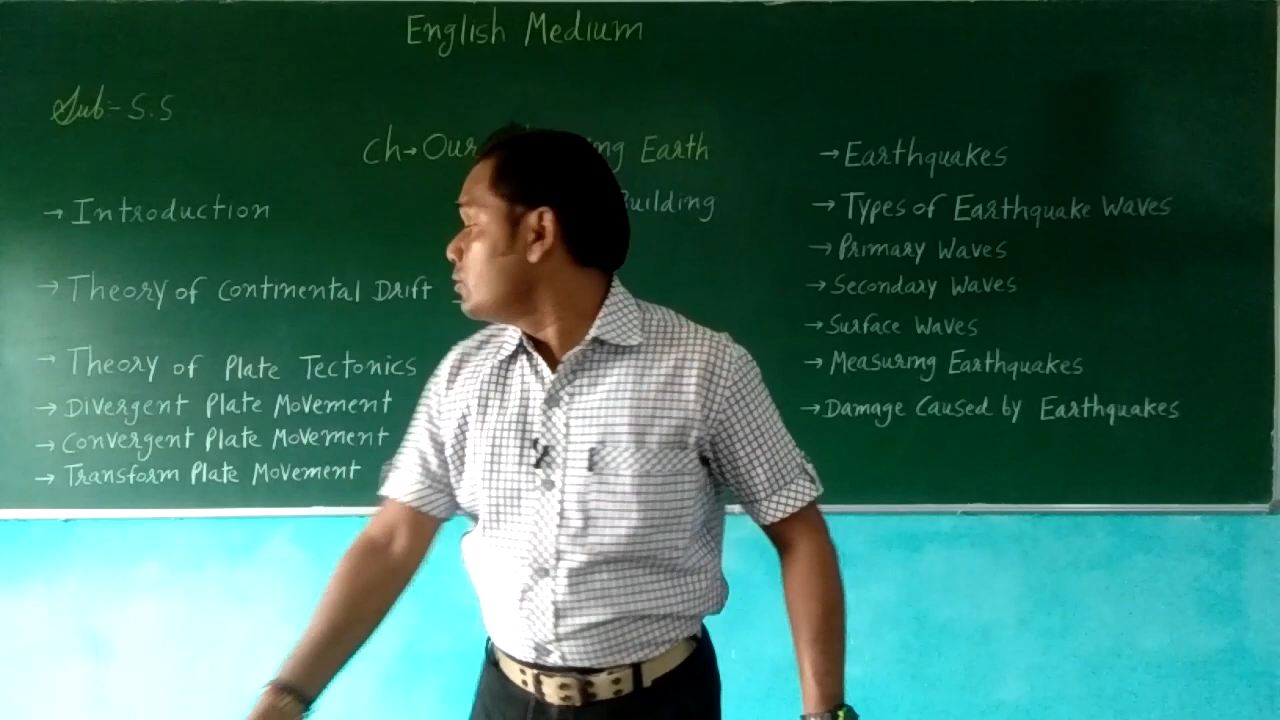 English Medium
Sub- S.S
Ch→ Our ing Earth
Building
→ Introduction
→ Theory of Continental Drift
→ Theory of Plate Tectonics
→ Divergent Plate Movement
→ Convergent Plate Movement
→ Transform Plate Movement
→ Earthquakes
→ Types of Earthquake Waves
→ Primary Waves
→ Secondary Waves
→ Surface Waves
→ Measuring Earthquakes
→ Damage Caused by Earthquakes